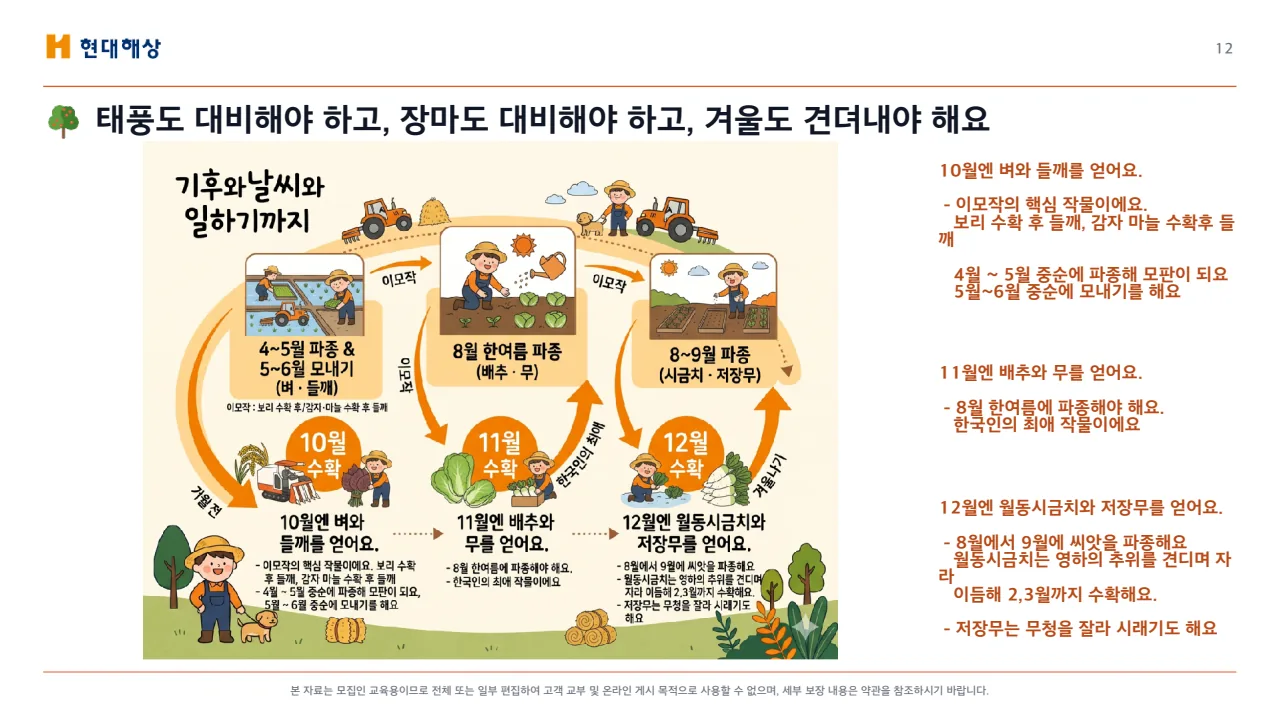 현대해상
12
태풍도 대비해야 하고, 장마도 대비해야 하고, 겨울도 견뎌내야 해요
기후와 날씨와
일하기까지
이모작
이모작
4~5월 파종 &
5~6월 모내기
(벼 · 들깨)
이모작 : 보리 수확 후/감자·마늘 수확 후 들께
8월 한여름 파종
(배추 · 무)
8~9월 파종
(시금치 · 저장무)
이모작
10월
수확
11월
수확
한국인의 최애
12월
수확
겨울나기
10월엔 벼와
들깨를 얻어요.
- 이모작의 핵심 작물이에요. 보리 수확
후 들깨, 감자 마늘 수확 후 들깨
- 4월 ~ 5월 중순에 파종해 모판이 되요,
5월 ~ 6월 중순에 모내기를 해요
11월엔 배추와
무를 얻어요.
- 8월 한여름에 파종해야 해요.
- 한국인의 최애 작물이에요
12월엔 월동시금치와
저장무를 얻어요.
- 8월에서 9월에 씨앗을 파종해요
- 월동시금치는 영하의 추위를 견디며
자라 이듬해 2,3월까지 수확해요.
- 저장무는 무청을 잘라 시래기도
해요
10월엔 벼와 들깨를 얻어요.
- 이모작의 핵심 작물이에요.
보리 수확 후 들깨, 감자 마늘 수확후 들
깨
4월 ~ 5월 중순에 파종해 모판이 되요
5월~6월 중순에 모내기를 해요
11월엔 배추와 무를 얻어요.
- 8월 한여름에 파종해야 해요.
한국인의 최애 작물이에요
12월엔 월동시금치와 저장무를 얻어요.
- 8월에서 9월에 씨앗을 파종해요
월동시금치는 영하의 추위를 견디며 자
라
이듬해 2,3월까지 수확해요.
- 저장무는 무청을 잘라 시래기도 해요
본 자료는 모집인 교육용이므로 전체 또는 일부 편집하여 고객 교부 및 온라인 게시 목적으로 사용할 수 없으며, 세부 보장 내용은 약관을 참조하시기 바랍니다.